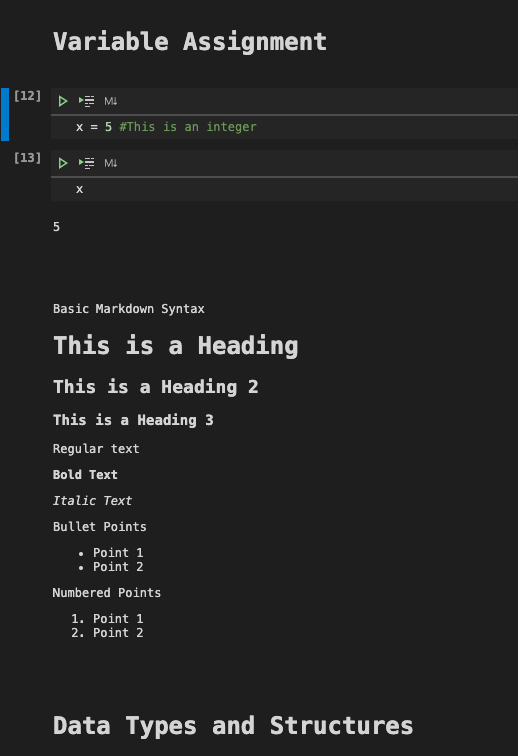 Variable Assignment
[12]
M↓
x = 5 #This is an integer
[13]
M↓
x
5
Basic Markdown Syntax
This is a Heading
This is a Heading 2
This is a Heading 3
Regular text
Bold Text
Italic Text
Bullet Points
• Point 1
• Point 2
Numbered Points
1. Point 1
2. Point 2
Data Types and Structures